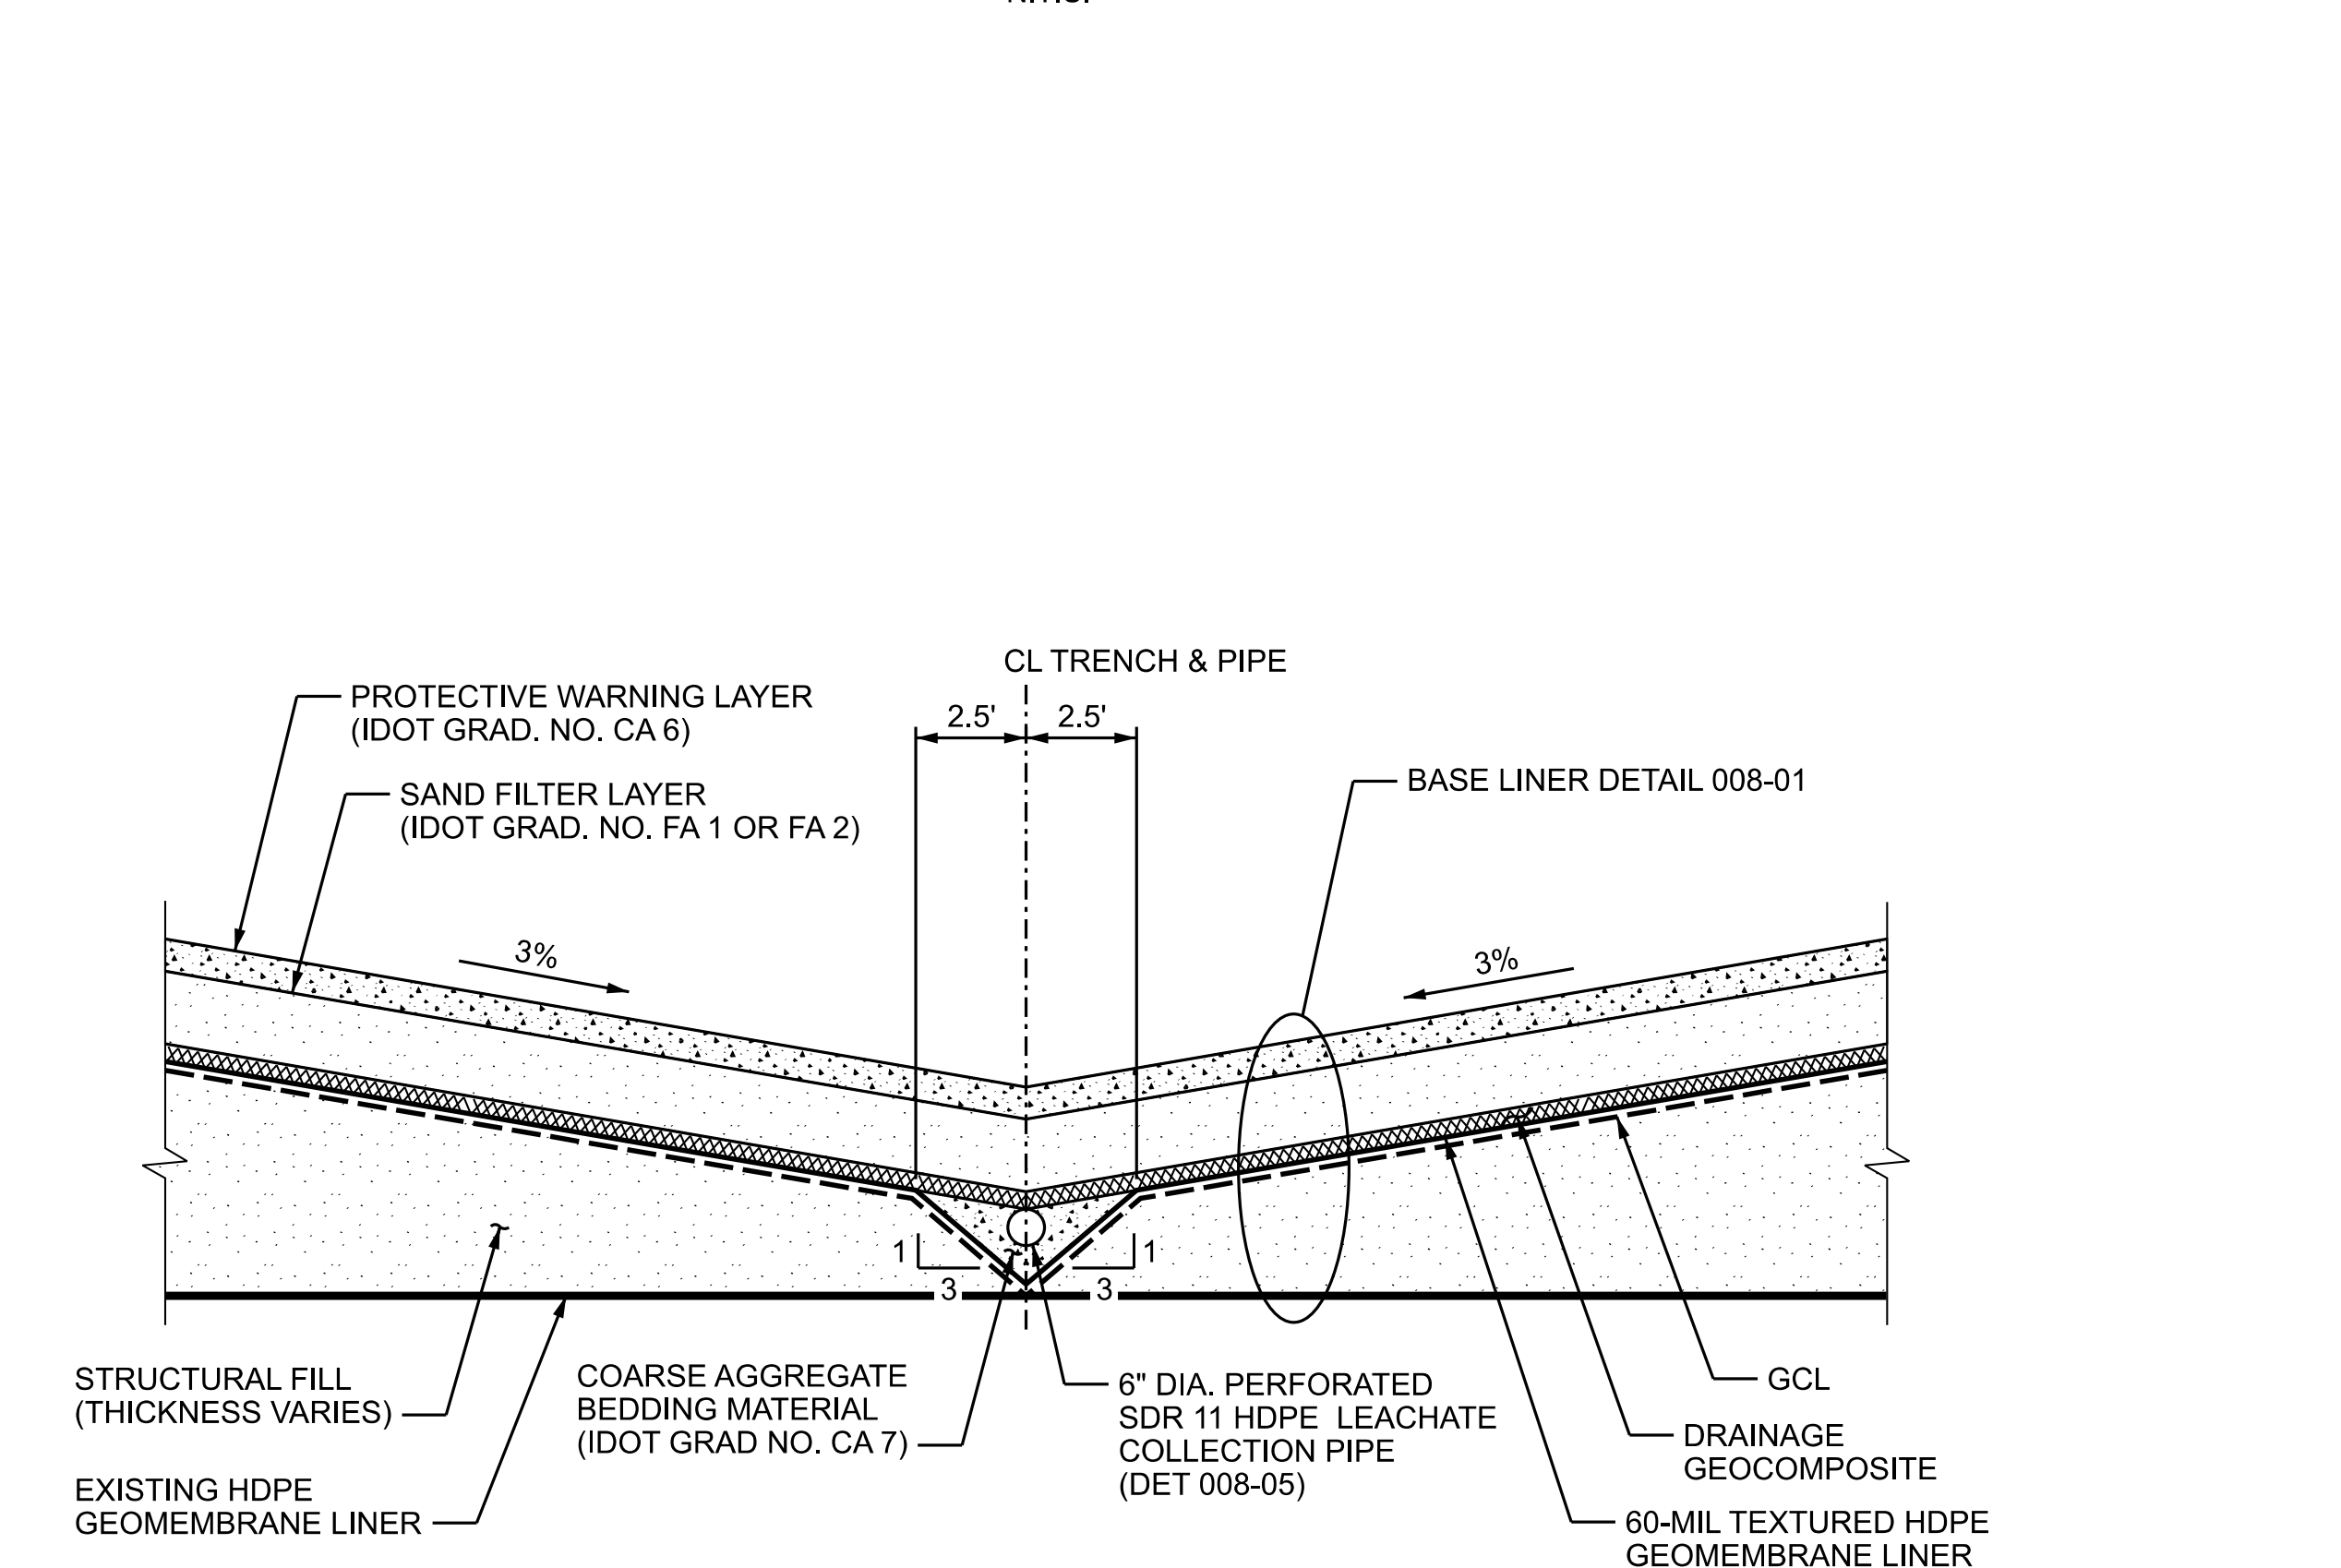 N.T.S.
CL TRENCH & PIPE
2.5' 2.5'
PROTECTIVE WARNING LAYER
(IDOT GRAD. NO. CA 6)
SAND FILTER LAYER
(IDOT GRAD. NO. FA 1 OR FA 2)
BASE LINER DETAIL 008-01
3%
3%
1
3
1
3
STRUCTURAL FILL
(THICKNESS VARIES)
EXISTING HDPE
GEOMEMBRANE LINER
COARSE AGGREGATE
BEDDING MATERIAL
(IDOT GRAD NO. CA 7)
6" DIA. PERFORATED
SDR 11 HDPE LEACHATE
COLLECTION PIPE
(DET 008-05)
GCL
DRAINAGE
GEOCOMPOSITE
60-MIL TEXTURED HDPE
GEOMEMBRANE LINER